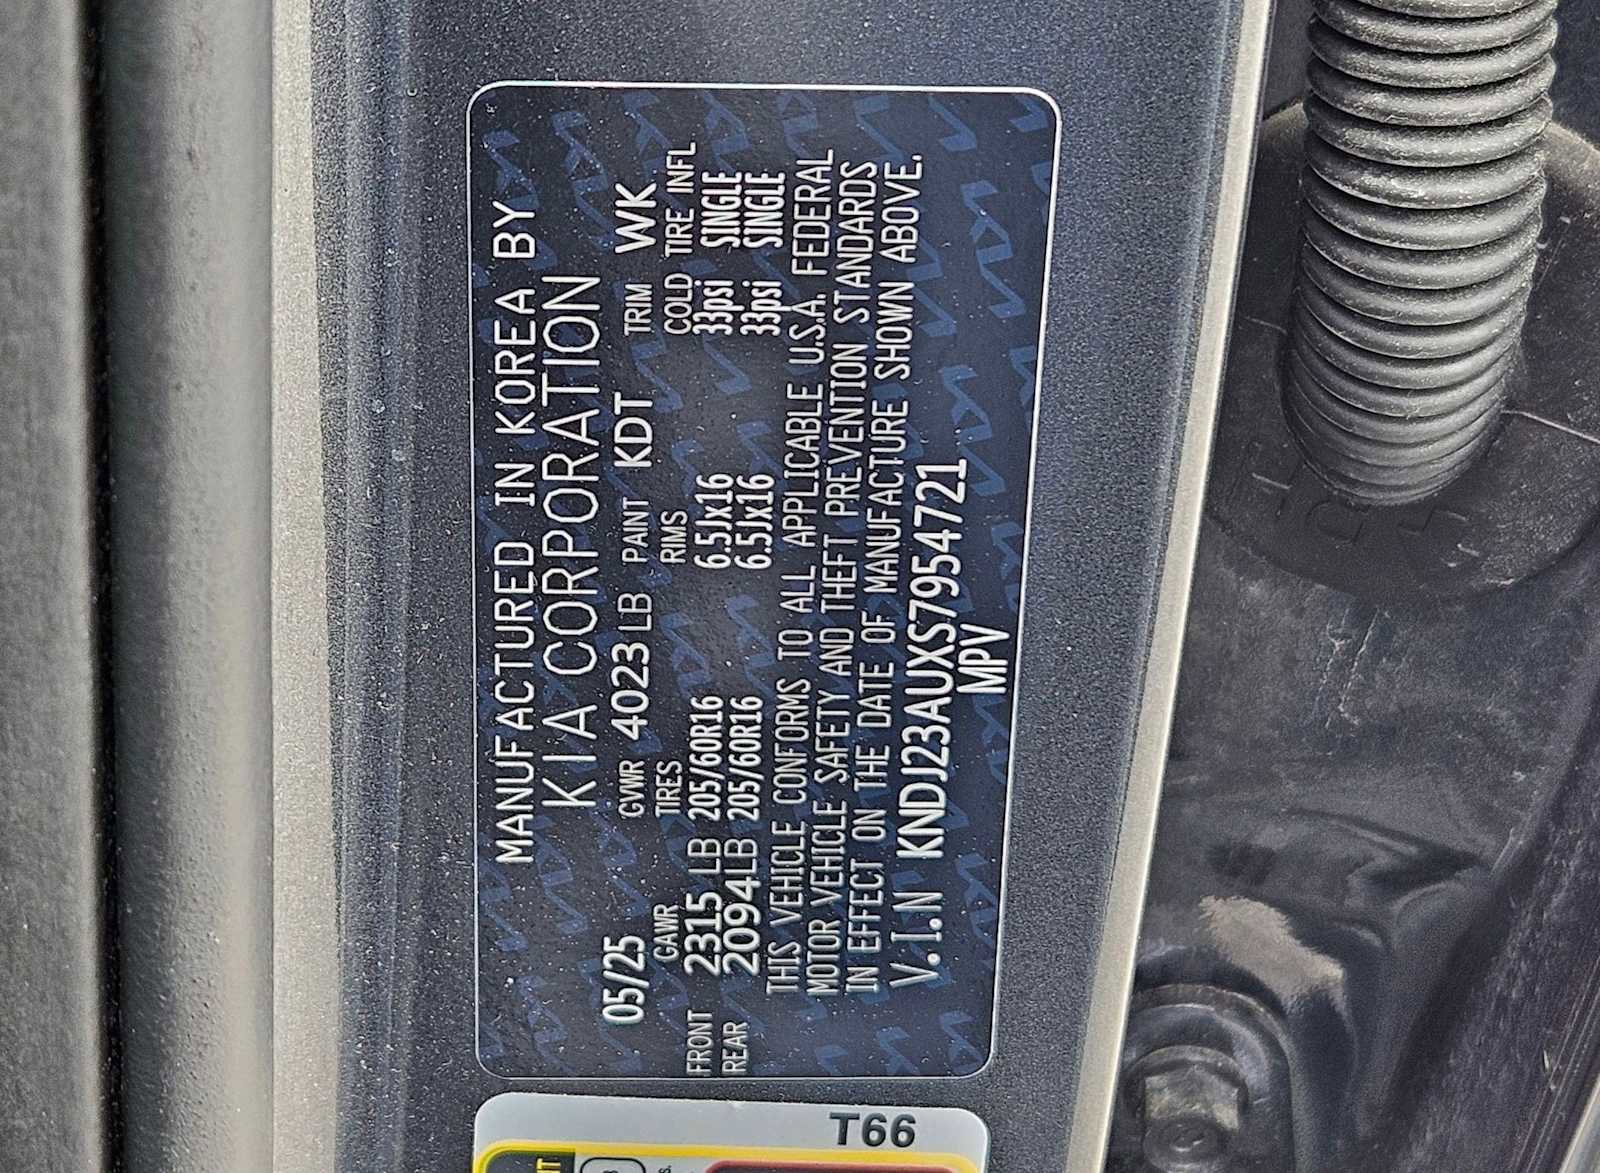 MANUFACTURED IN KOREA BY
KIA CORPORATION
05/25 GVWR 4023 LB PAINT KDT TRIM WK
GAWR TIRES RIMS COLD TIRE INFL
FRONT 2315 LB 205/60R16 6.5Jx16 33psi SINGLE
REAR 2094LB 205/60R16 6.5Jx16 33psi SINGLE
THIS VEHICLE CONFORMS TO ALL APPLICABLE U.S.A. FEDERAL
MOTOR VEHICLE SAFETY AND THEFT PREVENTION STANDARDS
IN EFFECT ON THE DATE OF MANUFACTURE SHOWN ABOVE.
V.I.N KNDJ23AUXS7954721
MPV
T66